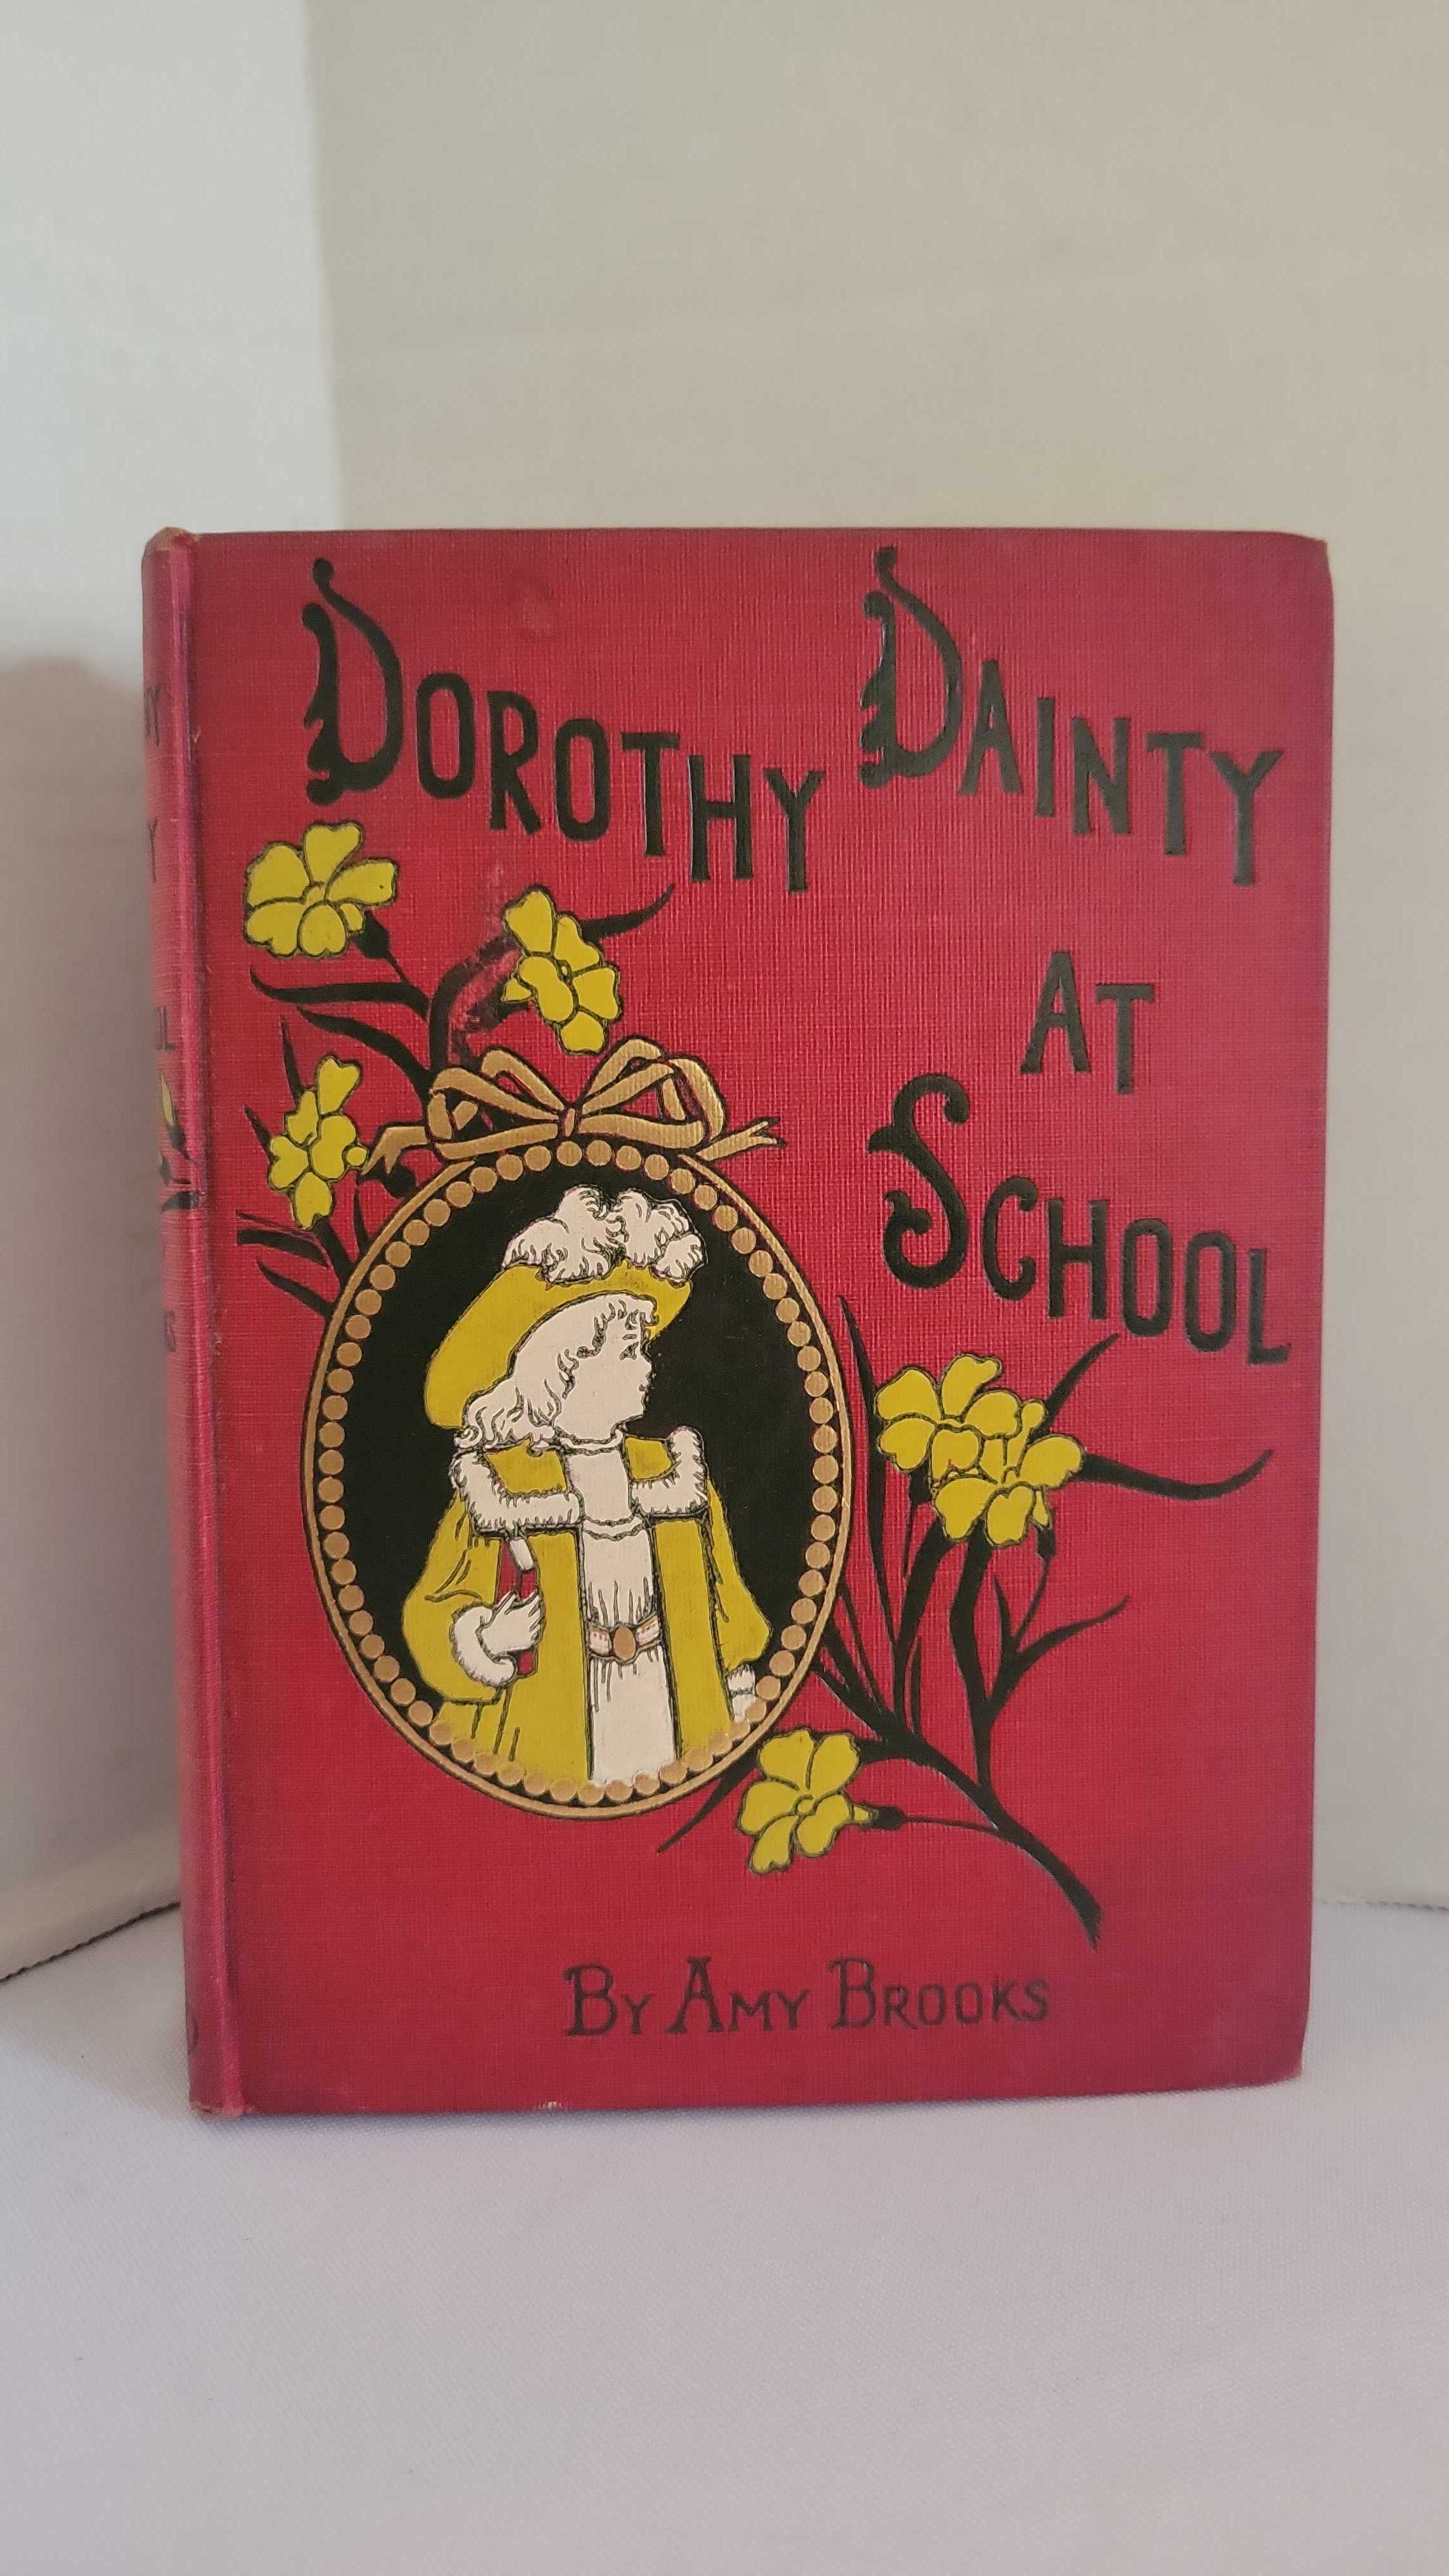 DOROTHY DAINTY
AT
SCHOOL
BY AMY BROOKS